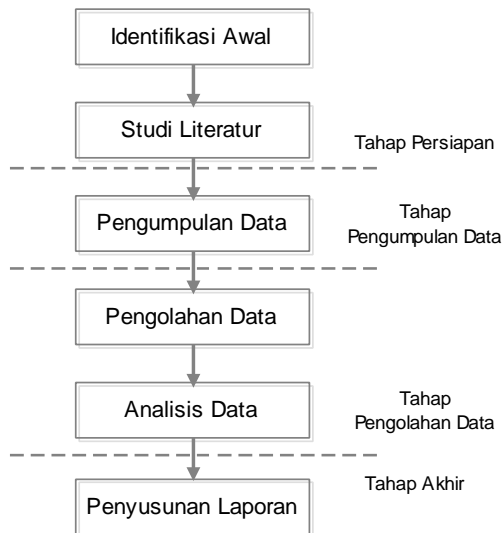 Identifikasi Awal
Studi Literatur
Tahap Persiapan
Pengumpulan Data
Tahap
Pengumpulan Data
Pengolahan Data
Analisis Data
Tahap
Pengolahan Data
Tahap Akhir
Penyusunan Laporan